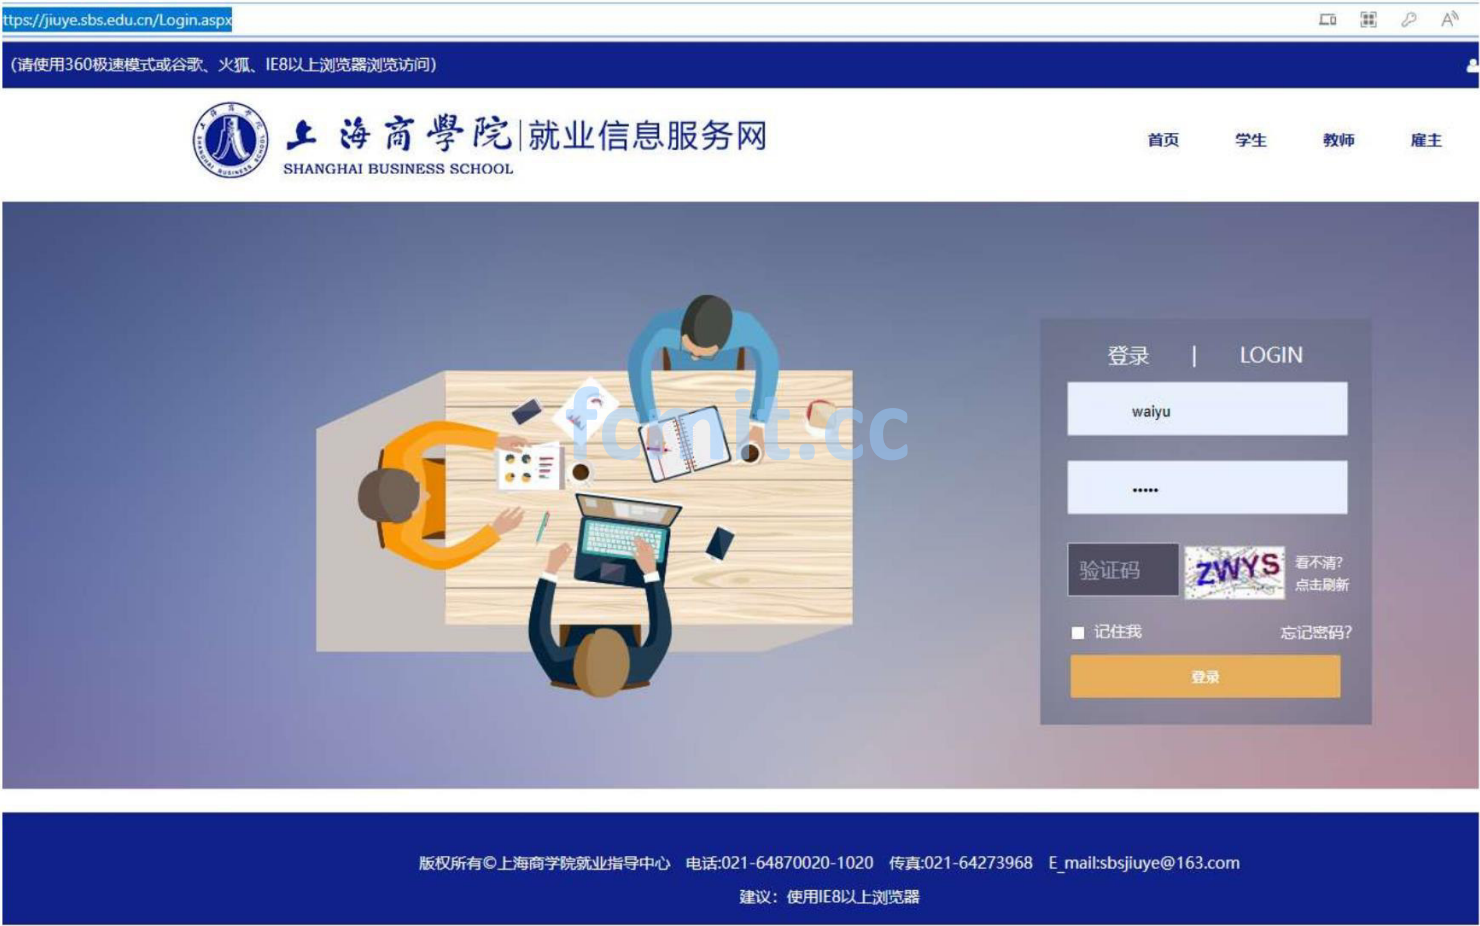 ttps://jiuye.sbs.edu.cn/Login.aspx
(请使用360极速模式或谷歌、火狐、IE8以上浏览器浏览访问)
上海商學院|就业信息服务网
SHANGHAI BUSINESS SCHOOL
首页 学生 教师 雇主
登录 | LOGIN
waiyu
•••••
验证码 ZWYS 看不清?
点击刷新
记住我 忘记密码?
登录
fcmit.cc
版权所有©上海商学院就业指导中心 电话:021-64870020-1020 传真:021-64273968 E_mail:sbsjiuye@163.com
建议：使用IE8以上浏览器